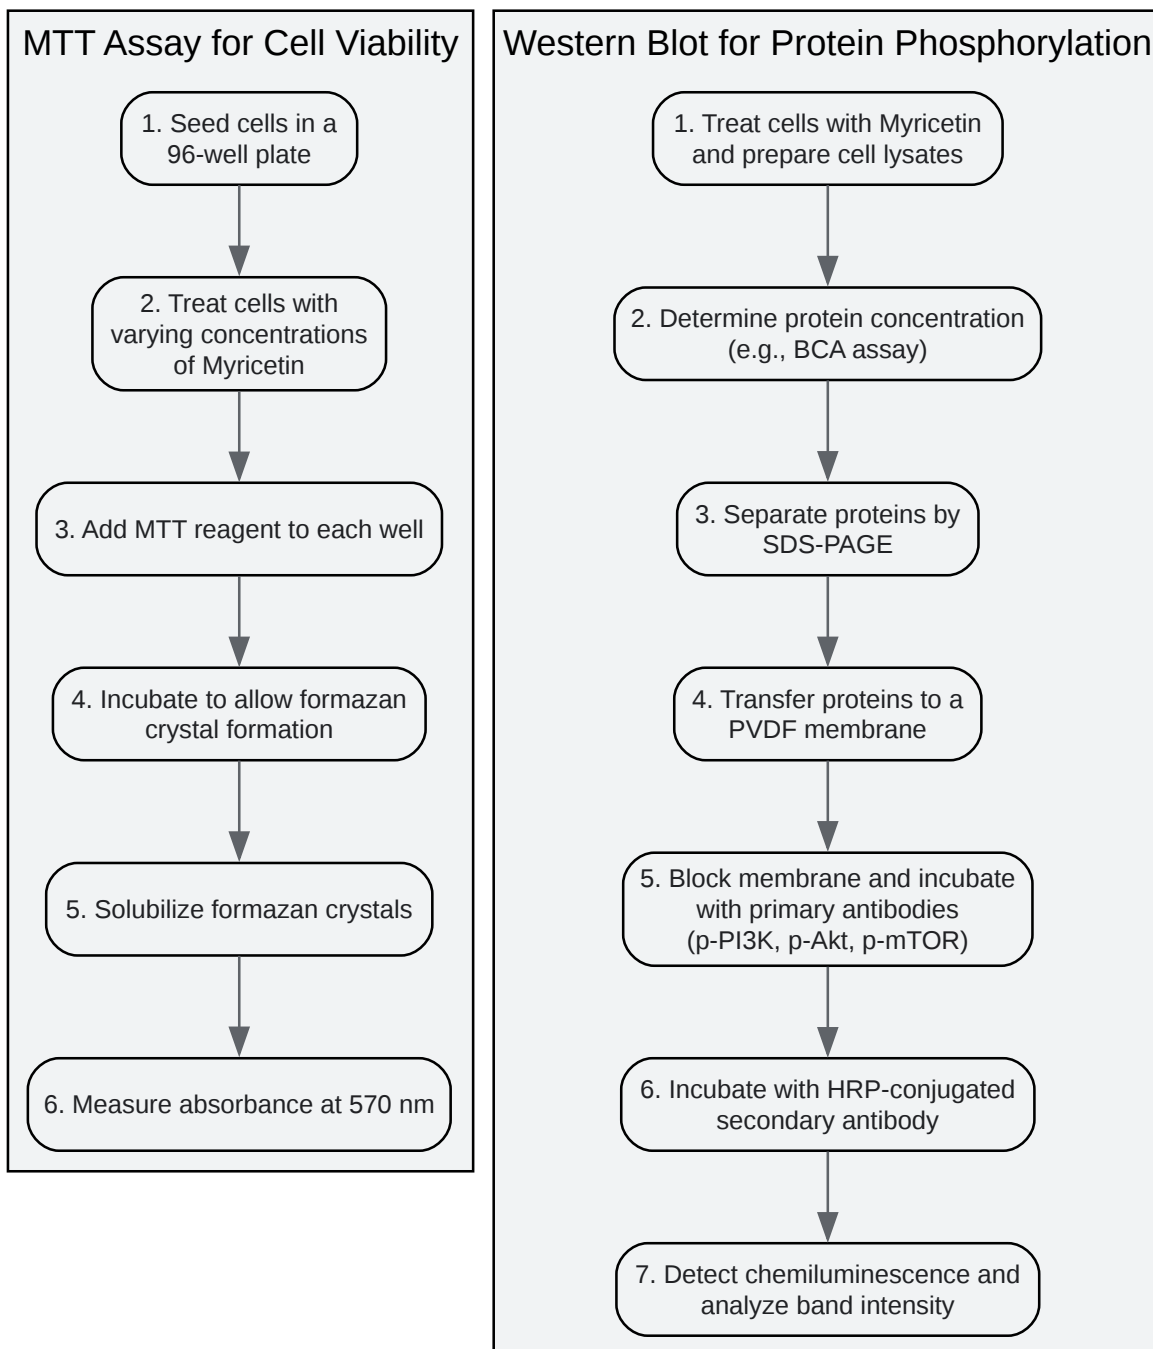 MTT Assay for Cell Viability
1. Seed cells in a
96-well plate
2. Treat cells with
varying concentrations
of Myricetin
3. Add MTT reagent to each well
4. Incubate to allow formazan
crystal formation
5. Solubilize formazan crystals
6. Measure absorbance at 570 nm
Western Blot for Protein Phosphorylation
1. Treat cells with Myricetin
and prepare cell lysates
2. Determine protein concentration
(e.g., BCA assay)
3. Separate proteins by
SDS-PAGE
4. Transfer proteins to a
PVDF membrane
5. Block membrane and incubate
with primary antibodies
(p-PI3K, p-Akt, p-mTOR)
6. Incubate with HRP-conjugated
secondary antibody
7. Detect chemiluminescence and
analyze band intensity